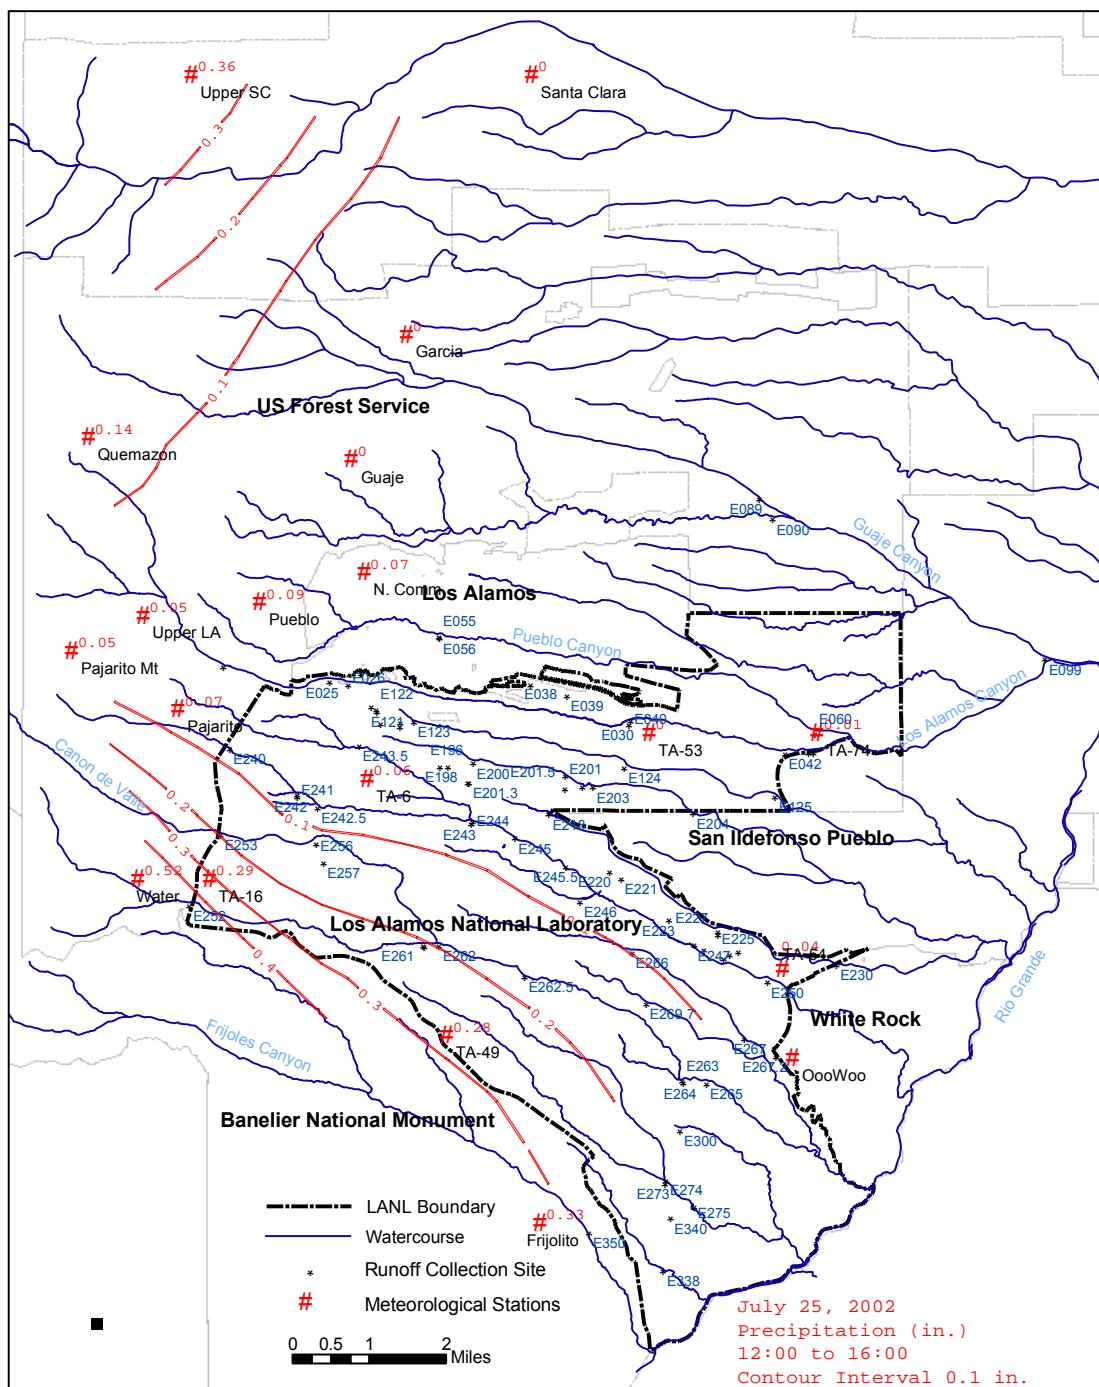 0.36
Upper SC
0
Santa Clara
0.3
0.2
0
Garcia
0.1
US Forest Service
0.14
Quemazon
0
Guaje
E089
E090
Guaje Canyon
0.07
N. Comm
Los Alamos
0.09
Pueblo
0.05
Upper LA
E055
E056
Pueblo Canyon
0.05
Pajarito Mt
E099
E026
E025
E122
E038
E039
0.07
Pajarito
E121
E123
E040
E030
0
TA-53
E060
0.01
TA-74
Los Alamos Canyon
E240
E243.5
E196
E198
E200
E201.5
E201
E124
E042
Canon de Valle
0.06
TA-6
E201.3
E203
E125
E241
E242
E242.5
0.2
0.1
E244
E243
E218
E204
San Ildefonso Pueblo
E253
0.3
E256
E257
E245
E245.5
E220
E221
0.52
Water
0.29
TA-16
E252
E246
Los Alamos National Laboratory
E227
E223
E225
E261
E262
E266
E247
0.04
TA-54
E230
0.4
0.3
E262.5
E250
0.2
E269.7
White Rock
Rio Grande
Frijoles Canyon
0.28
TA-49
E267
E267.2
OooWoo
E263
E264
E265
Banelier National Monument
E300
E273
E274
E275
E340
0.33
Frijolito
E350
E338
LANL Boundary
Watercourse
Runoff Collection Site
Meteorological Stations
0 0.5 1 2
Miles
July 25, 2002
Precipitation (in.)
12:00 to 16:00
Contour Interval 0.1 in.